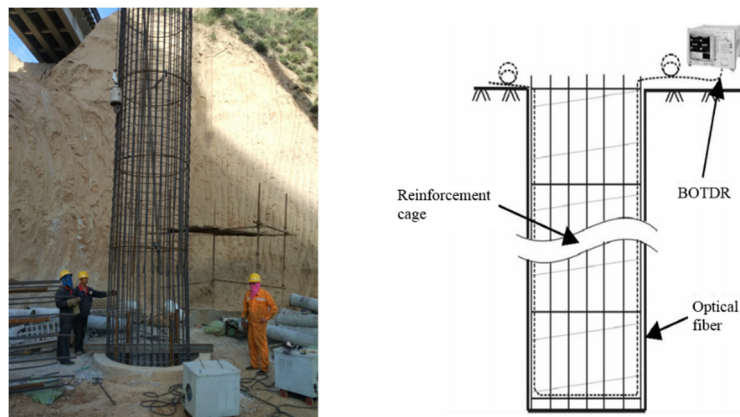 Reinforcement
cage
BOTDR
Optical
fiber